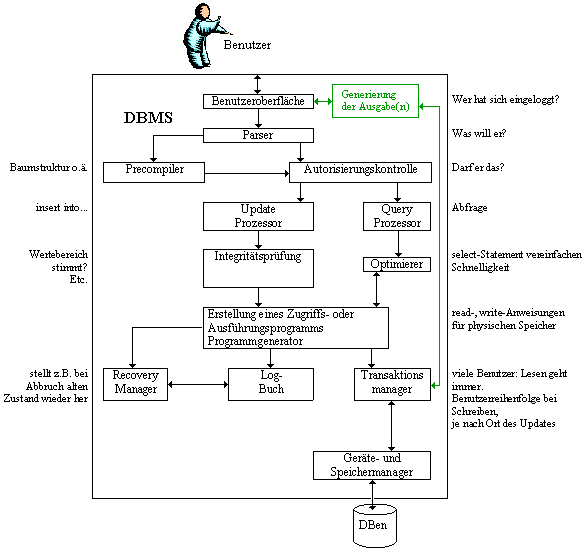 Benutzer
Benutzeroberfläche
Generierung
der Ausgabe(n)
Wer hat sich eingeloggt?
DBMS
Parser
Was will er?
Baumstruktur o.ä.
Precompiler
Autorisierungskontrolle
Darf er das?
insert into...
Update
Prozessor
Query
Prozessor
Abfrage
Wertebereich
stimmt?
Etc.
Integritätsprüfung
Optimierer
select-Statement vereinfachen
Schnelligkeit
Erstellung eines Zugriffs- oder
Ausführungsprogramms
Programmgenerator
read-, write-Anweisungen
für physischen Speicher
stellt z.B. bei
Abbruch alten
Zustand wieder her
Recovery
Manager
Log-
Buch
Transaktions
manager
viele Benutzer: Lesen geht
immer.
Benutzerreihenfolge bei
Schreiben,
je nach Ort des Updates
Geräte- und
Speichermanager
DBen